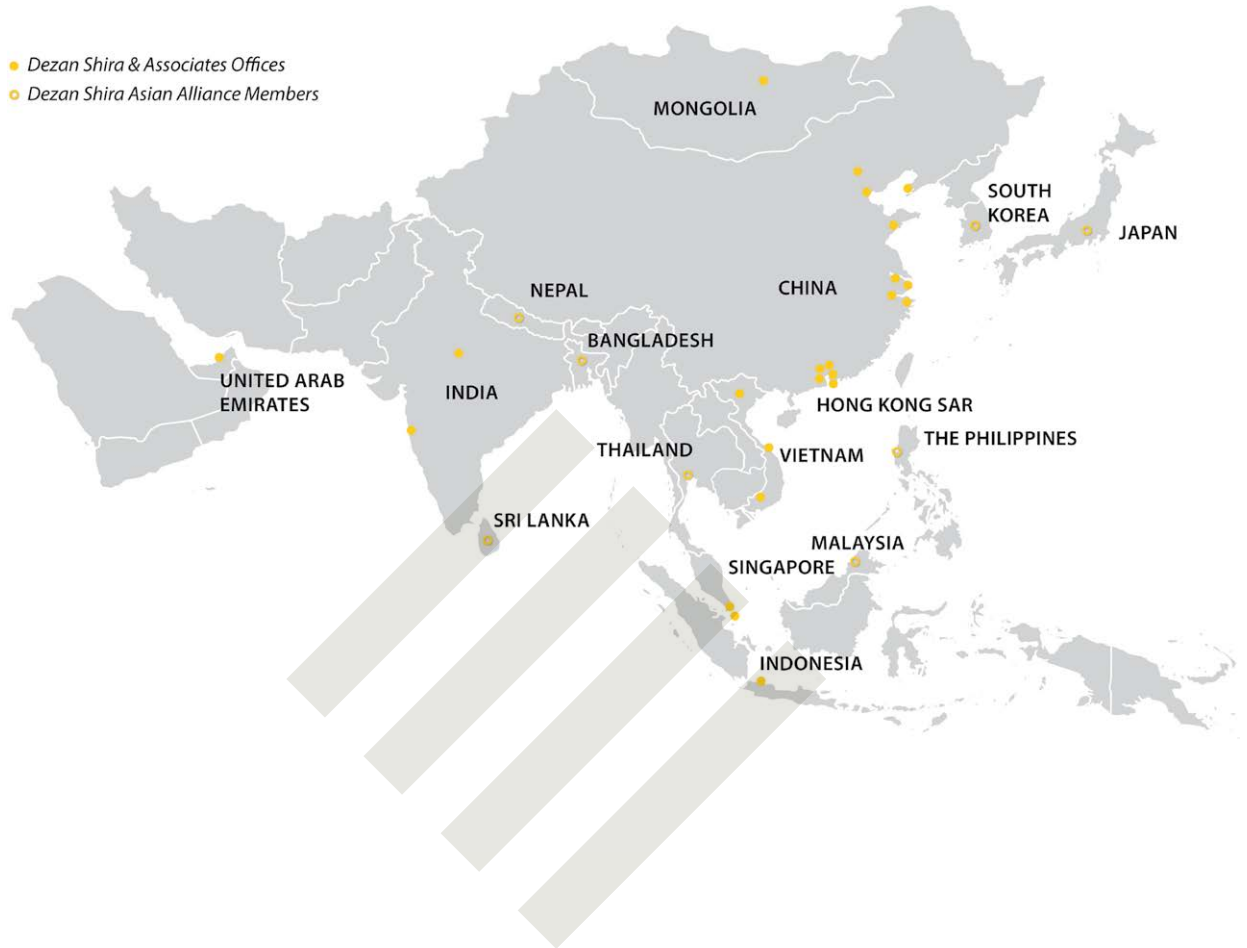 Dezan Shira & Associates Offices
Dezan Shira Asian Alliance Members
MONGOLIA
SOUTH
KOREA
JAPAN
CHINA
NEPAL
BANGLADESH
UNITED ARAB
EMIRATES
INDIA
HONG KONG SAR
THE PHILIPPINES
THAILAND
VIETNAM
SRI LANKA
MALAYSIA
SINGAPORE
INDONESIA